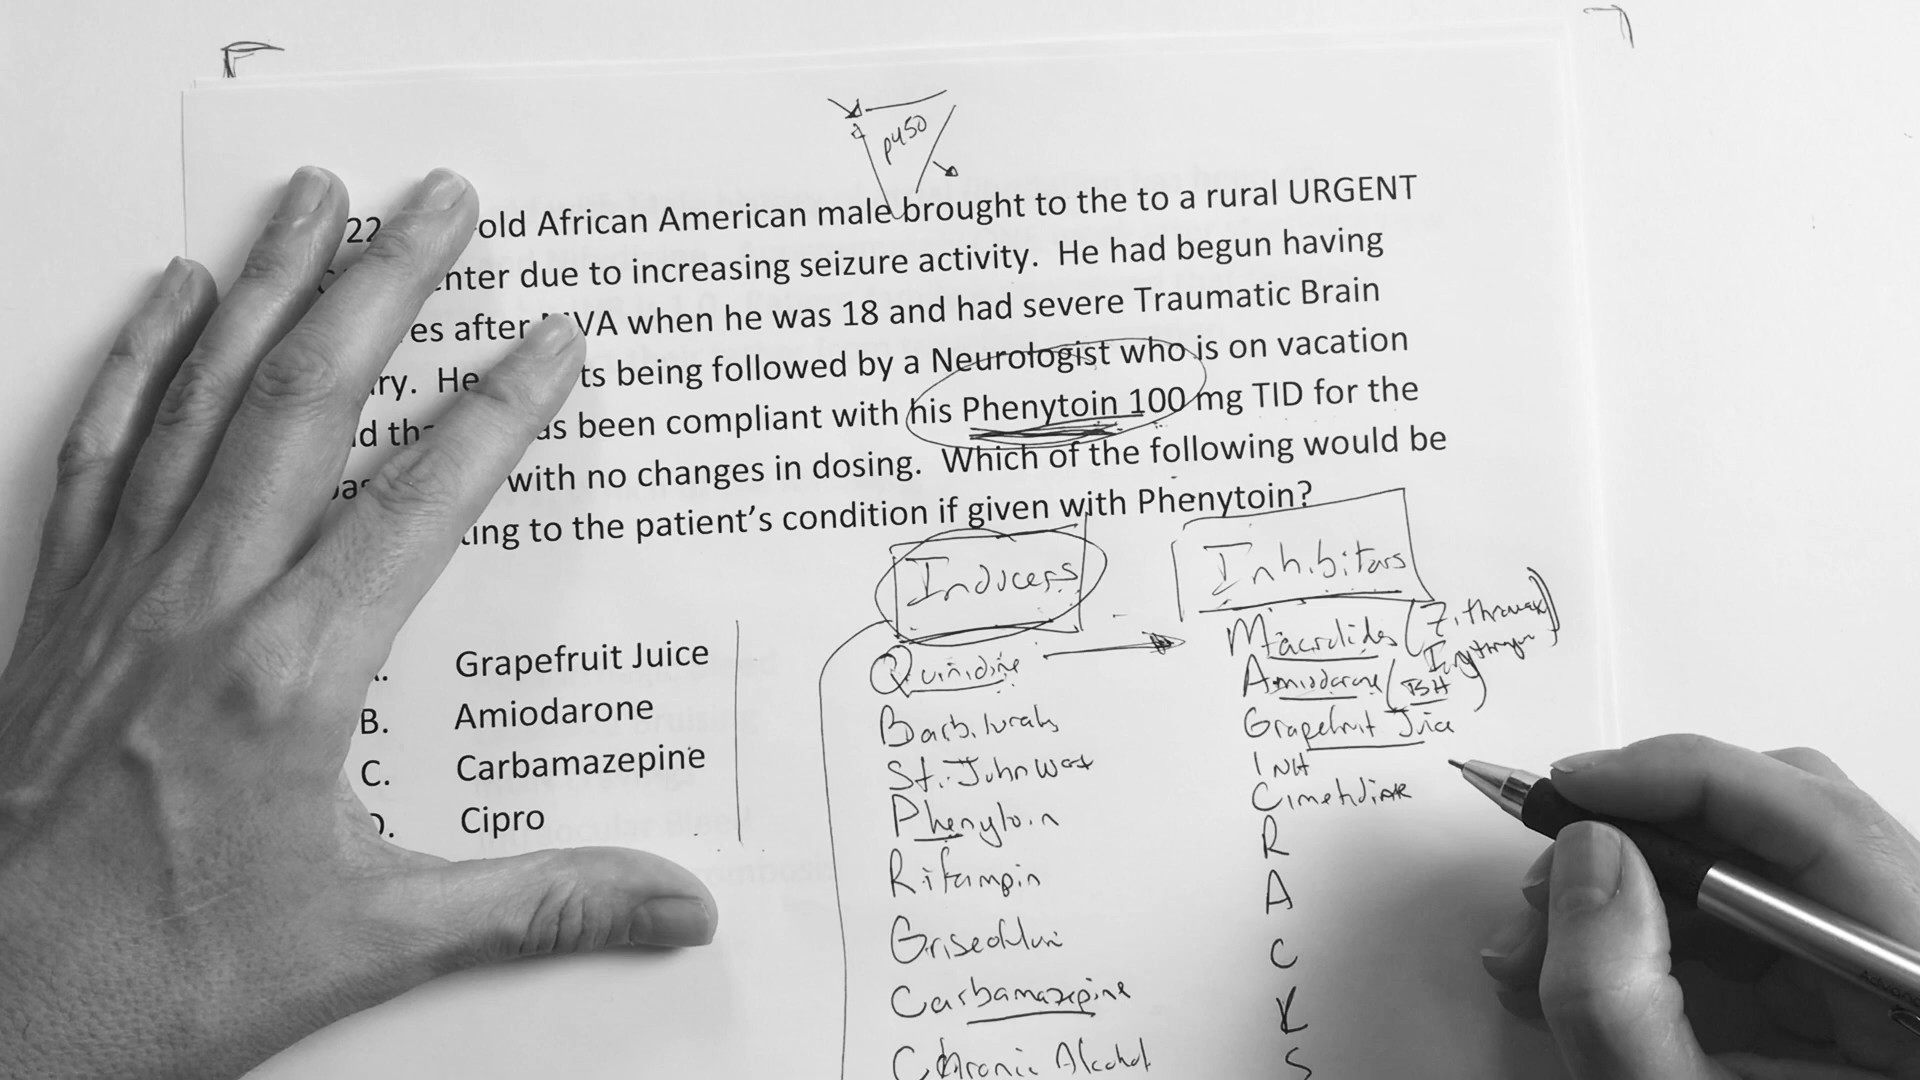 p450
22 old African American male brought to the to a rural URGENT
nter due to increasing seizure activity. He had begun having
es after MVA when he was 18 and had severe Traumatic Brain
ry. He ts being followed by a Neurologist who is on vacation
d th as been compliant with his Phenytoin 100 mg TID for the
pas with no changes in dosing. Which of the following would be
ting to the patient's condition if given with Phenytoin?
Inducers
Quinidine
Barbiturats
St. John Wort
Phenytoin
Rifampin
Carbamazepine
Chronic Alcohol
Inhibitors
Macrolides (
Amiodarone (
Grapefruit Juice
INH
Cimetidine
R
A
C
K
S
A. Grapefruit Juice
B. Amiodarone
C. Carbamazepine
D. Cipro